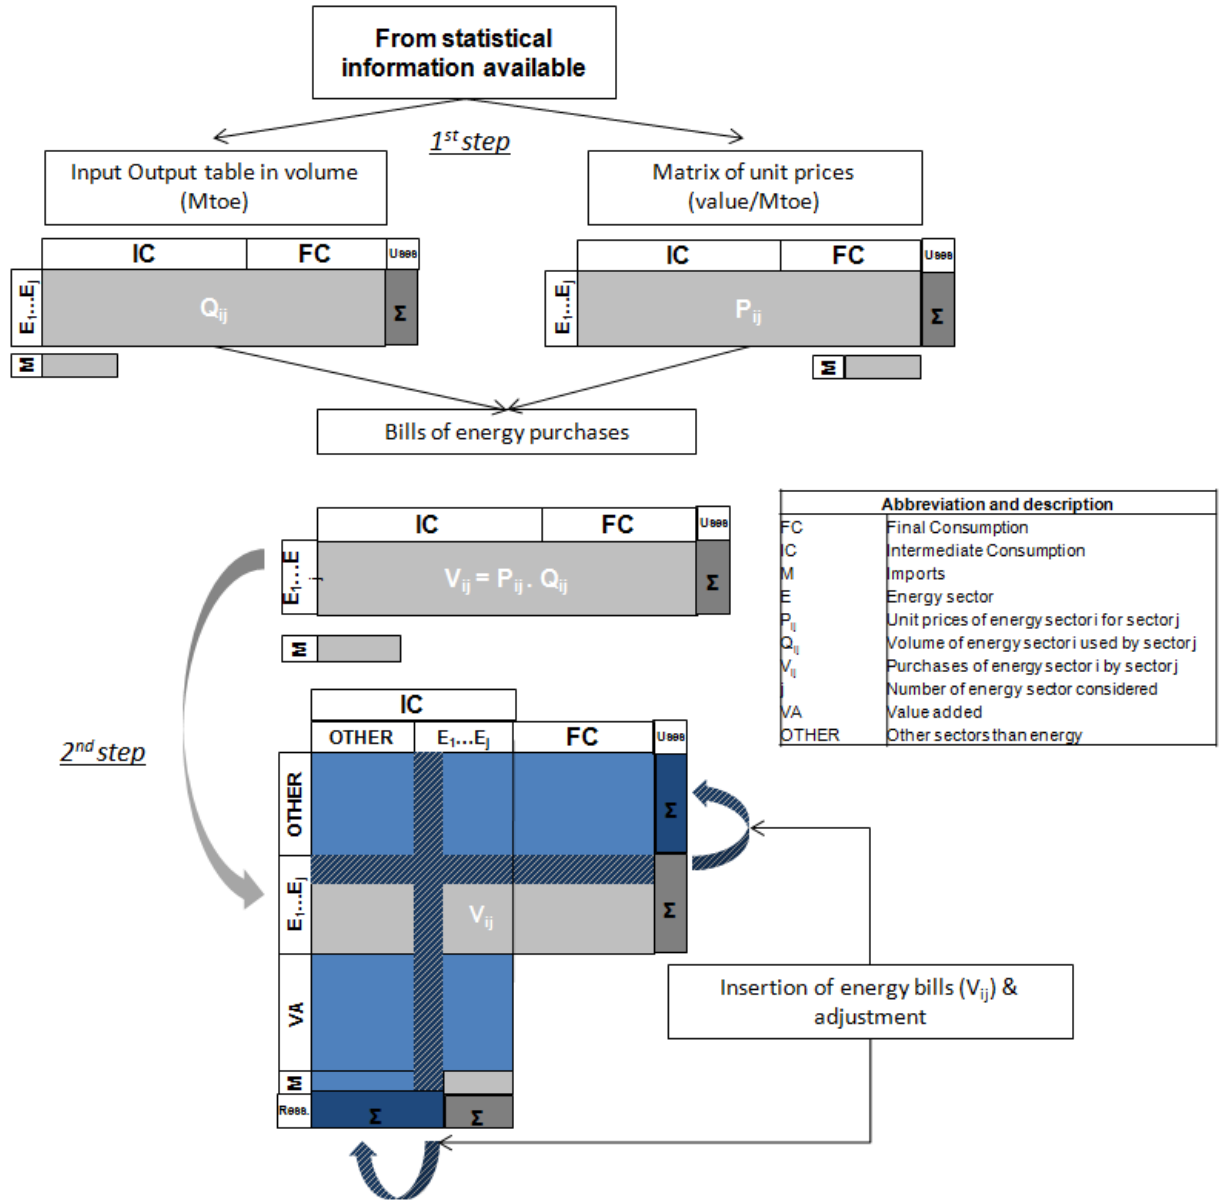 From statistical
information available
1st step
Input Output table in volume
(Mtoe)
Matrix of unit prices
(value/Mtoe)
IC FC Uses
E1...Ej Qij Σ
M
IC FC Uses
E1...Ej Pij Σ
M
Bills of energy purchases
IC FC Uses
E1...E
j
Vij = Pij . Qij Σ
M
Abbreviation and description
FC Final Consumption
IC Intermediate Consumption
M Imports
E Energy sector
Pij Unit prices of energy sector i for sector j
Qij Volume of energy sector i used by sector j
Vij Purchases of energy sector i by sector j
j Number of energy sector considered
VA Value added
OTHER Other sectors than energy
2nd step
IC
OTHER E1...Ej FC Uses
OTHER Σ
E1...Ej Vij Σ
VA
M
Ress. Σ Σ
Insertion of energy bills (Vij) &
adjustment